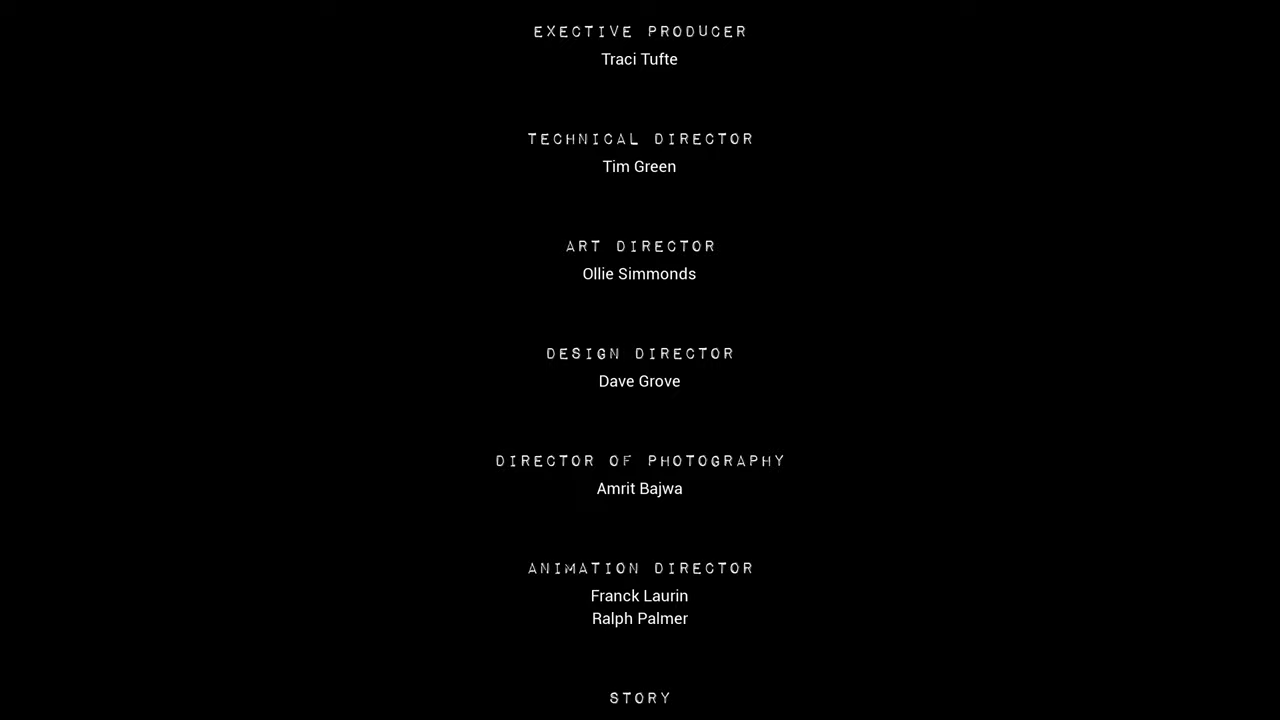 EXECTIVE PRODUCER
Traci Tufte
TECHNICAL DIRECTOR
Tim Green
ART DIRECTOR
Ollie Simmonds
DESIGN DIRECTOR
Dave Grove
DIRECTOR OF PHOTOGRAPHY
Amrit Bajwa
ANIMATION DIRECTOR
Franck Laurin
Ralph Palmer
STORY